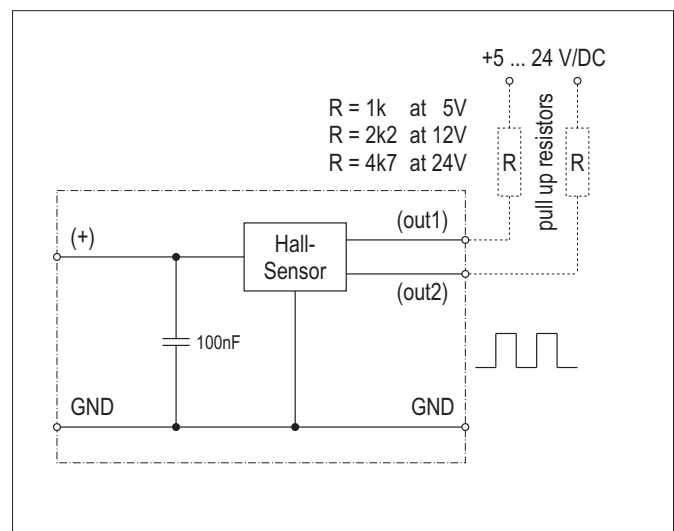 +5 ... 24 V/DC
R = 1k at 5V
R = 2k2 at 12V
R = 4k7 at 24V
R
pull up resistors
R
(out1)
(+)
Hall-
Sensor
(out2)
100nF
GND
GND